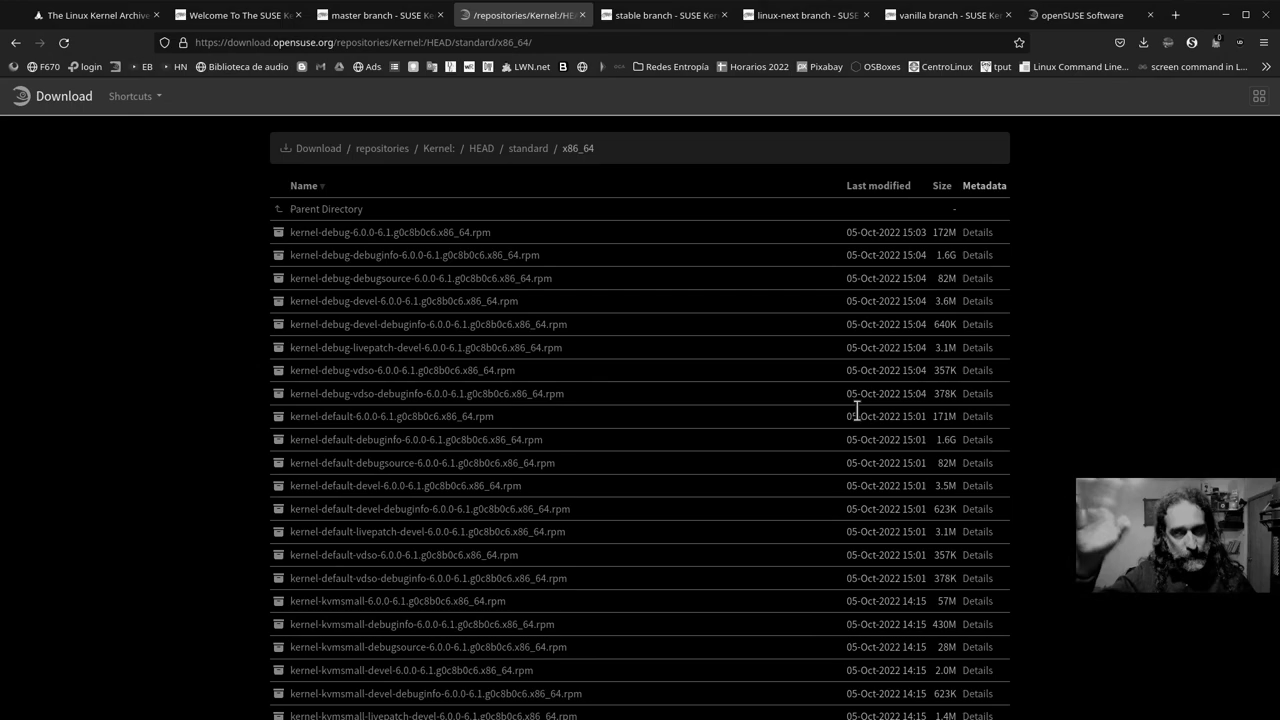 The Linux Kernel Archive
Welcome To The SUSE K
master branch - SUSE Ke
/repositories/Kernel:/HEA
stable branch - SUSE Ker
linux-next branch - SUSE
vanilla branch - SUSE Ke
openSUSE Software
https://download.opensuse.org/repositories/Kernel:/HEAD/standard/x86_64/
F670
login
EB
HN
Biblioteca de audio
Ads
LWN.net
Redes Entropía
Horarios 2022
Pixabay
OSBoxes
CentroLinux
tput
Linux Command Line...
screen command in L...
Download
Shortcuts
Download / repositories / Kernel: / HEAD / standard / x86_64
Name Last modified Size Metadata
Parent Directory -
kernel-debug-6.0.0-6.1.g0c8b0c6.x86_64.rpm 05-Oct-2022 15:03 172M Details
kernel-debug-debuginfo-6.0.0-6.1.g0c8b0c6.x86_64.rpm 05-Oct-2022 15:04 1.6G Details
kernel-debug-debugsource-6.0.0-6.1.g0c8b0c6.x86_64.rpm 05-Oct-2022 15:04 82M Details
kernel-debug-devel-6.0.0-6.1.g0c8b0c6.x86_64.rpm 05-Oct-2022 15:04 3.6M Details
kernel-debug-devel-debuginfo-6.0.0-6.1.g0c8b0c6.x86_64.rpm 05-Oct-2022 15:04 640K Details
kernel-debug-livepatch-devel-6.0.0-6.1.g0c8b0c6.x86_64.rpm 05-Oct-2022 15:04 3.1M Details
kernel-debug-vdso-6.0.0-6.1.g0c8b0c6.x86_64.rpm 05-Oct-2022 15:04 357K Details
kernel-debug-vdso-debuginfo-6.0.0-6.1.g0c8b0c6.x86_64.rpm 05-Oct-2022 15:04 378K Details
kernel-default-6.0.0-6.1.g0c8b0c6.x86_64.rpm 05-Oct-2022 15:01 171M Details
kernel-default-debuginfo-6.0.0-6.1.g0c8b0c6.x86_64.rpm 05-Oct-2022 15:01 1.6G Details
kernel-default-debugsource-6.0.0-6.1.g0c8b0c6.x86_64.rpm 05-Oct-2022 15:01 82M Details
kernel-default-devel-6.0.0-6.1.g0c8b0c6.x86_64.rpm 05-Oct-2022 15:01 3.5M Details
kernel-default-devel-debuginfo-6.0.0-6.1.g0c8b0c6.x86_64.rpm 05-Oct-2022 15:01 623K Details
kernel-default-livepatch-devel-6.0.0-6.1.g0c8b0c6.x86_64.rpm 05-Oct-2022 15:01 3.1M Details
kernel-default-vdso-6.0.0-6.1.g0c8b0c6.x86_64.rpm 05-Oct-2022 15:01 357K Details
kernel-default-vdso-debuginfo-6.0.0-6.1.g0c8b0c6.x86_64.rpm 05-Oct-2022 15:01 378K Details
kernel-kvmsmall-6.0.0-6.1.g0c8b0c6.x86_64.rpm 05-Oct-2022 14:15 57M Details
kernel-kvmsmall-debuginfo-6.0.0-6.1.g0c8b0c6.x86_64.rpm 05-Oct-2022 14:15 430M Details
kernel-kvmsmall-debugsource-6.0.0-6.1.g0c8b0c6.x86_64.rpm 05-Oct-2022 14:15 28M Details
kernel-kvmsmall-devel-6.0.0-6.1.g0c8b0c6.x86_64.rpm 05-Oct-2022 14:15 2.0M Details
kernel-kvmsmall-devel-debuginfo-6.0.0-6.1.g0c8b0c6.x86_64.rpm 05-Oct-2022 14:15 623K Details
kernel-kvmsmall-livepatch-devel-6.0.0-6.1.g0c8b0c6.x86_64.rpm 05-Oct-2022 14:15 1.4M Details